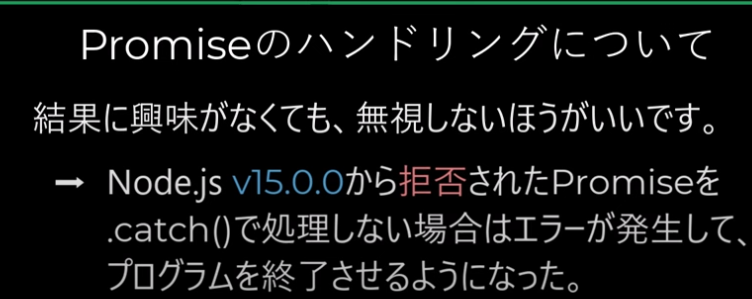 Promiseのハンドリングについて
結果に興味がなくても、無視しないほうがいいです。
➡ Node.js v15.0.0から拒否されたPromiseを
.catch()で処理しない場合はエラーが発生して、
プログラムを終了させるようになった。